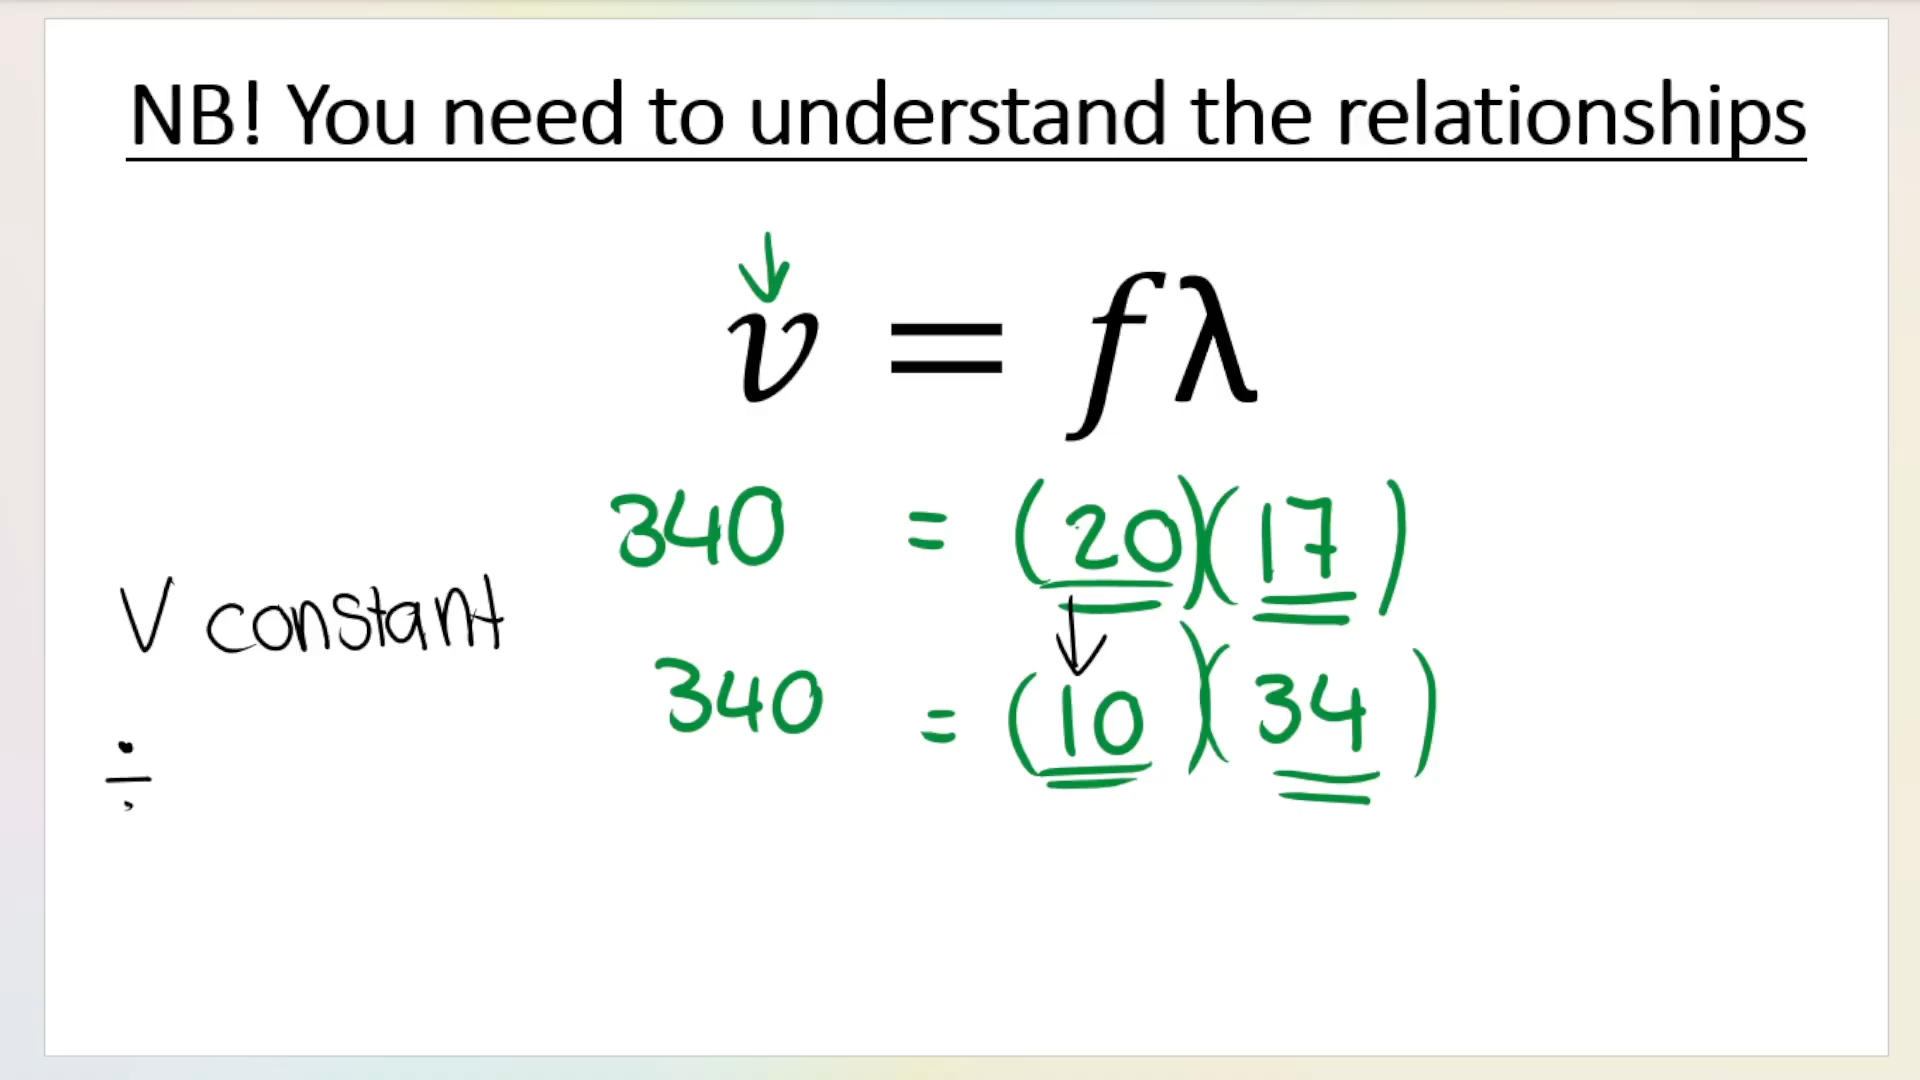 NB! You need to understand the relationships
v = fλ
340 = (20)(17)
V constant
340 = (10)(34)
÷